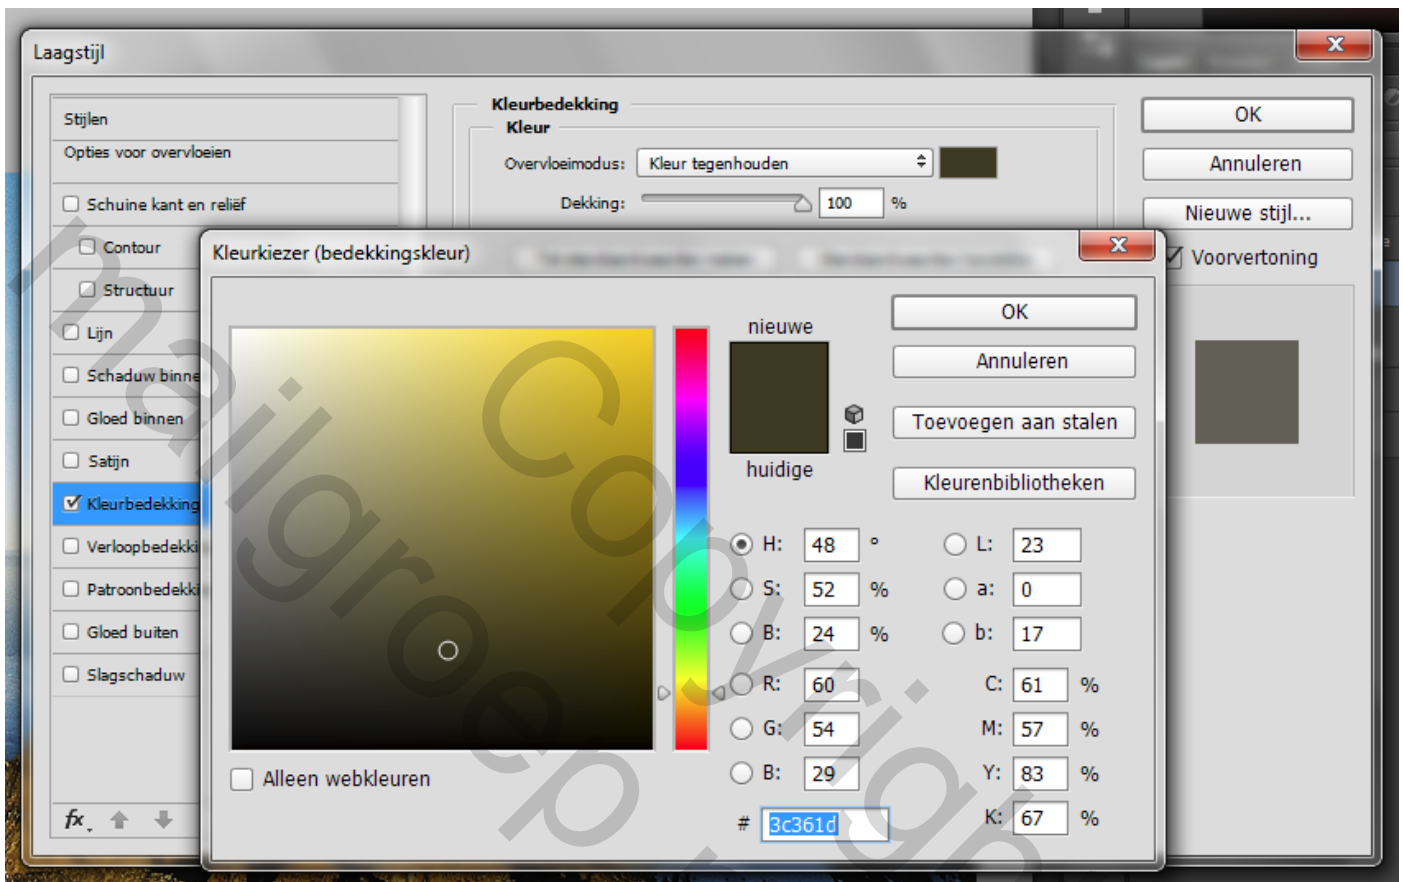 Laagstijl
Stijlen
Opties voor overvloeien
Schuine kant en reliëf
Contour
Structuur
Lijn
Schaduw binne
Gloed binnen
Satijn
Kleurbedekking
Verloopbedekki
Patroonbedekki
Gloed buiten
Slagschaduw
fx
Kleurbedekking
Kleur
Overvloeimodus: Kleur tegenhouden
Dekking: 100 %
OK
Annuleren
Nieuwe stijl...
Voorvertoning
Kleurkiezer (bedekkingskleur)
nieuwe
huidige
OK
Annuleren
Toevoegen aan stalen
Kleurenbibliotheken
H: 48 ° L: 23
S: 52 % a: 0
B: 24 % b: 17
R: 60 C: 61 %
G: 54 M: 57 %
B: 29 Y: 83 %
# 3c361d K: 67 %
Alleen webkleuren
Copyrigh
mailgroep